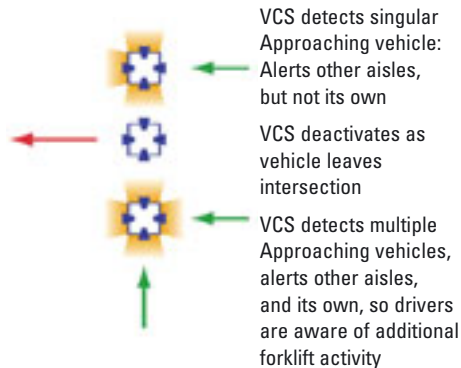 VCS detects singular
Approaching vehicle:
Alerts other aisles,
but not its own
VCS deactivates as
vehicle leaves
intersection
VCS detects multiple
Approaching vehicles,
alerts other aisles,
and its own, so drivers
are aware of additional
forklift activity